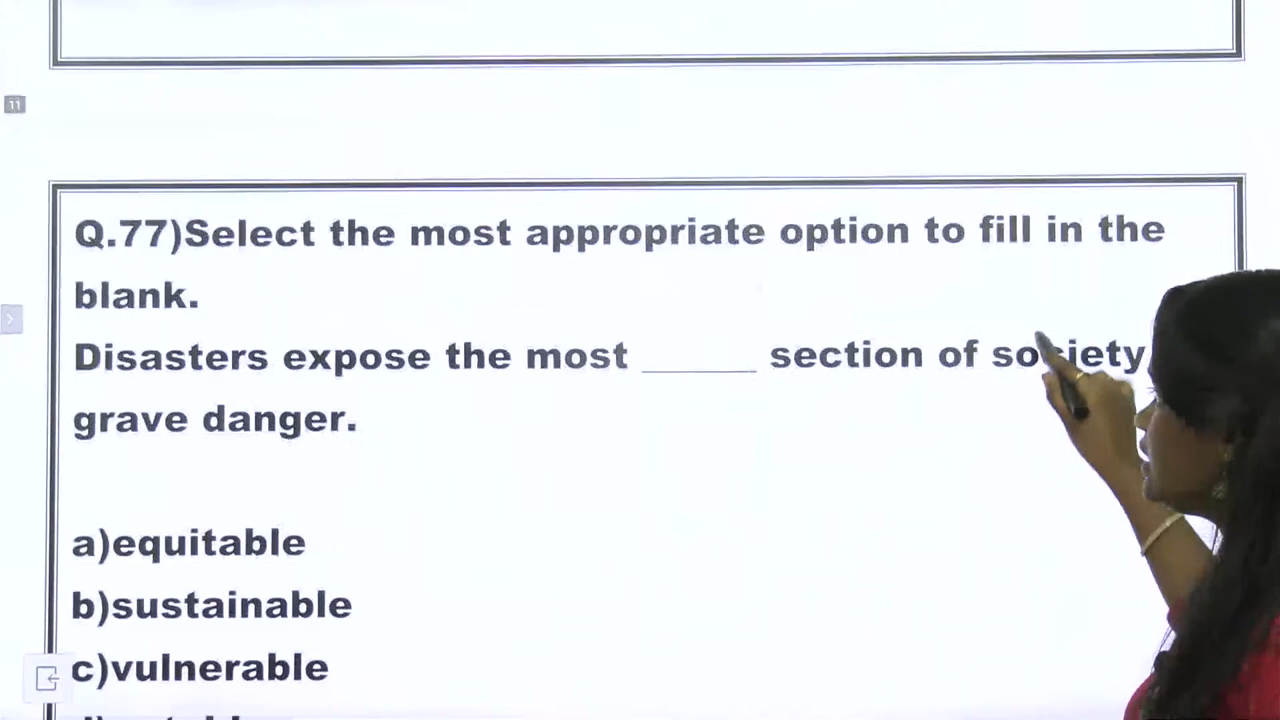 11
Q.77)Select the most appropriate option to fill in the
blank.
Disasters expose the most ______ section of society
grave danger.
a)equitable
b)sustainable
c)vulnerable